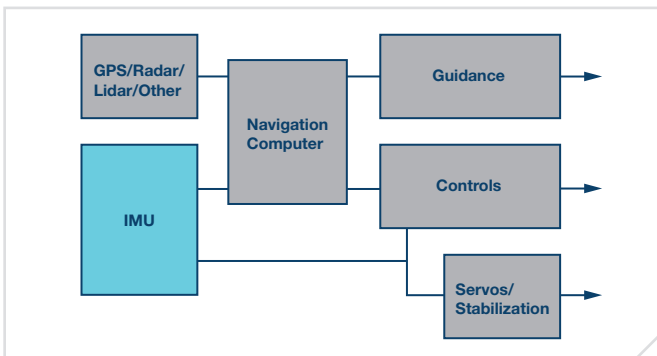 GPS/Radar/
Lidar/Other
Navigation
Computer
Guidance
IMU
Controls
Servos/
Stabilization